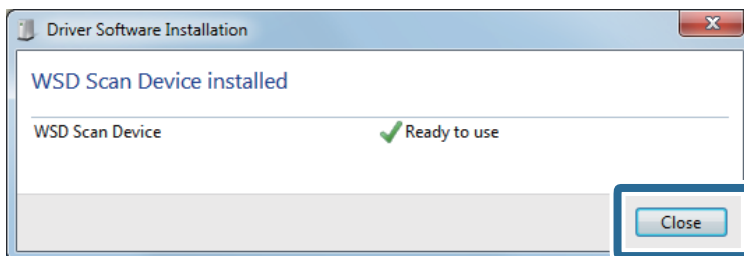 Driver Software Installation
WSD Scan Device installed
WSD Scan Device Ready to use
Close